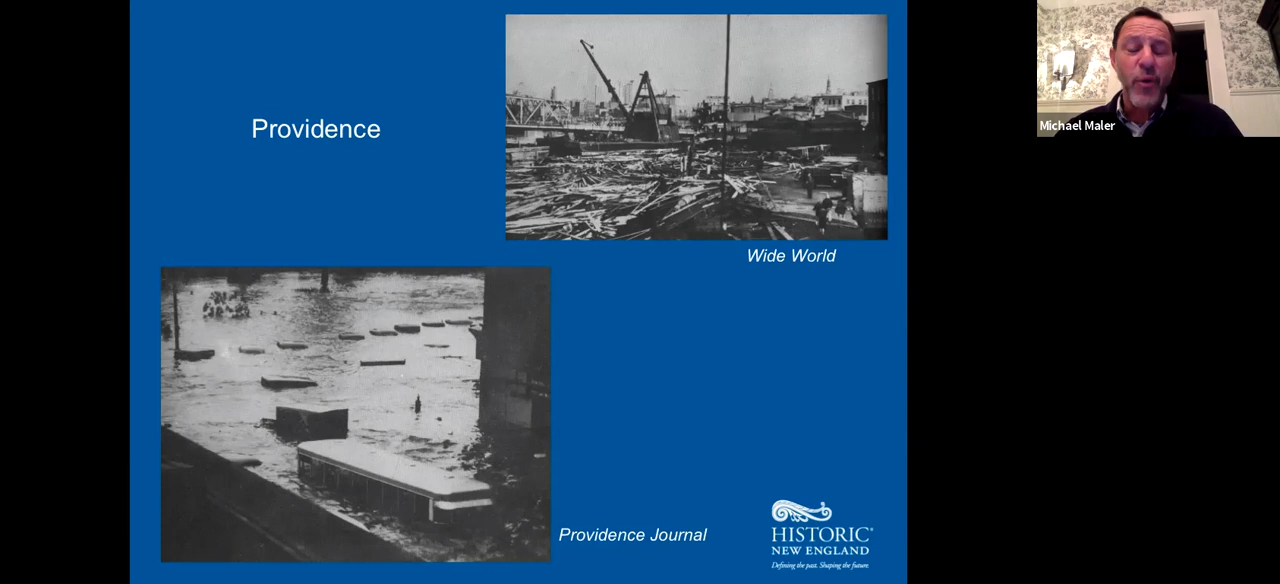 Providence
Wide World
Michael Maler
Providence Journal
HISTORIC®
NEW ENGLAND
Defining the past. Shaping the future.